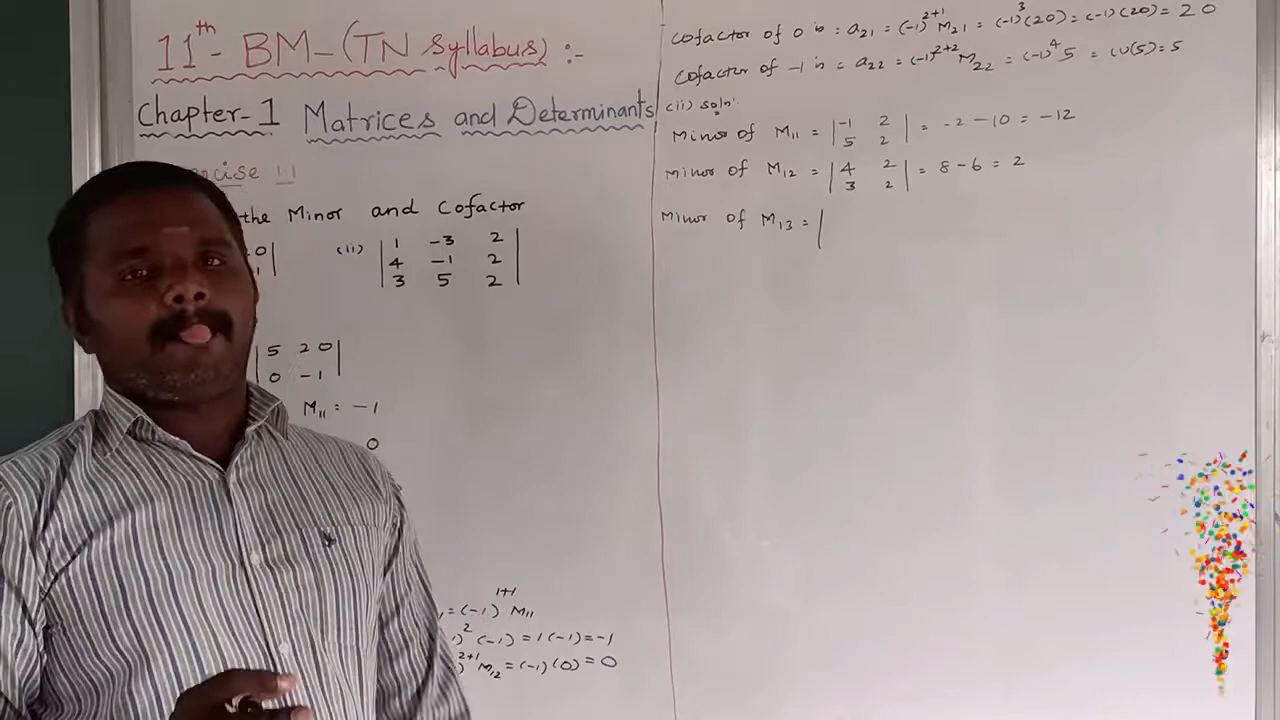 11th - BM - (TN Syllabus) :-
Chapter-1 Matrices and Determinants
cise 1.1
the Minor and Cofactor
0
1 |
(ii) | 1 -3 2 |
| 4 -1 2 |
| 3 5 2 |
| 5 20 |
| 0 -1 |
M11 = -1
0
= (-1)^1+1 M11
)^2 (-1) = 1(-1) = -1
)^2+1 M12 = (-1)(0) = 0
Cofactor of 0 is = a21 = (-1)^2+1 M21 = (-1)^3 (20) = (-1)(20) = 20
Cofactor of -1 is = a22 = (-1)^2+2 M22 = (-1)^4 5 = (1)(5) = 5
(ii) soln:
Minor of M11 = | -1 2 | = -2 - 10 = -12
| 5 2 |
Minor of M12 = | 4 2 | = 8 - 6 = 2
| 3 2 |
Minor of M13 = |